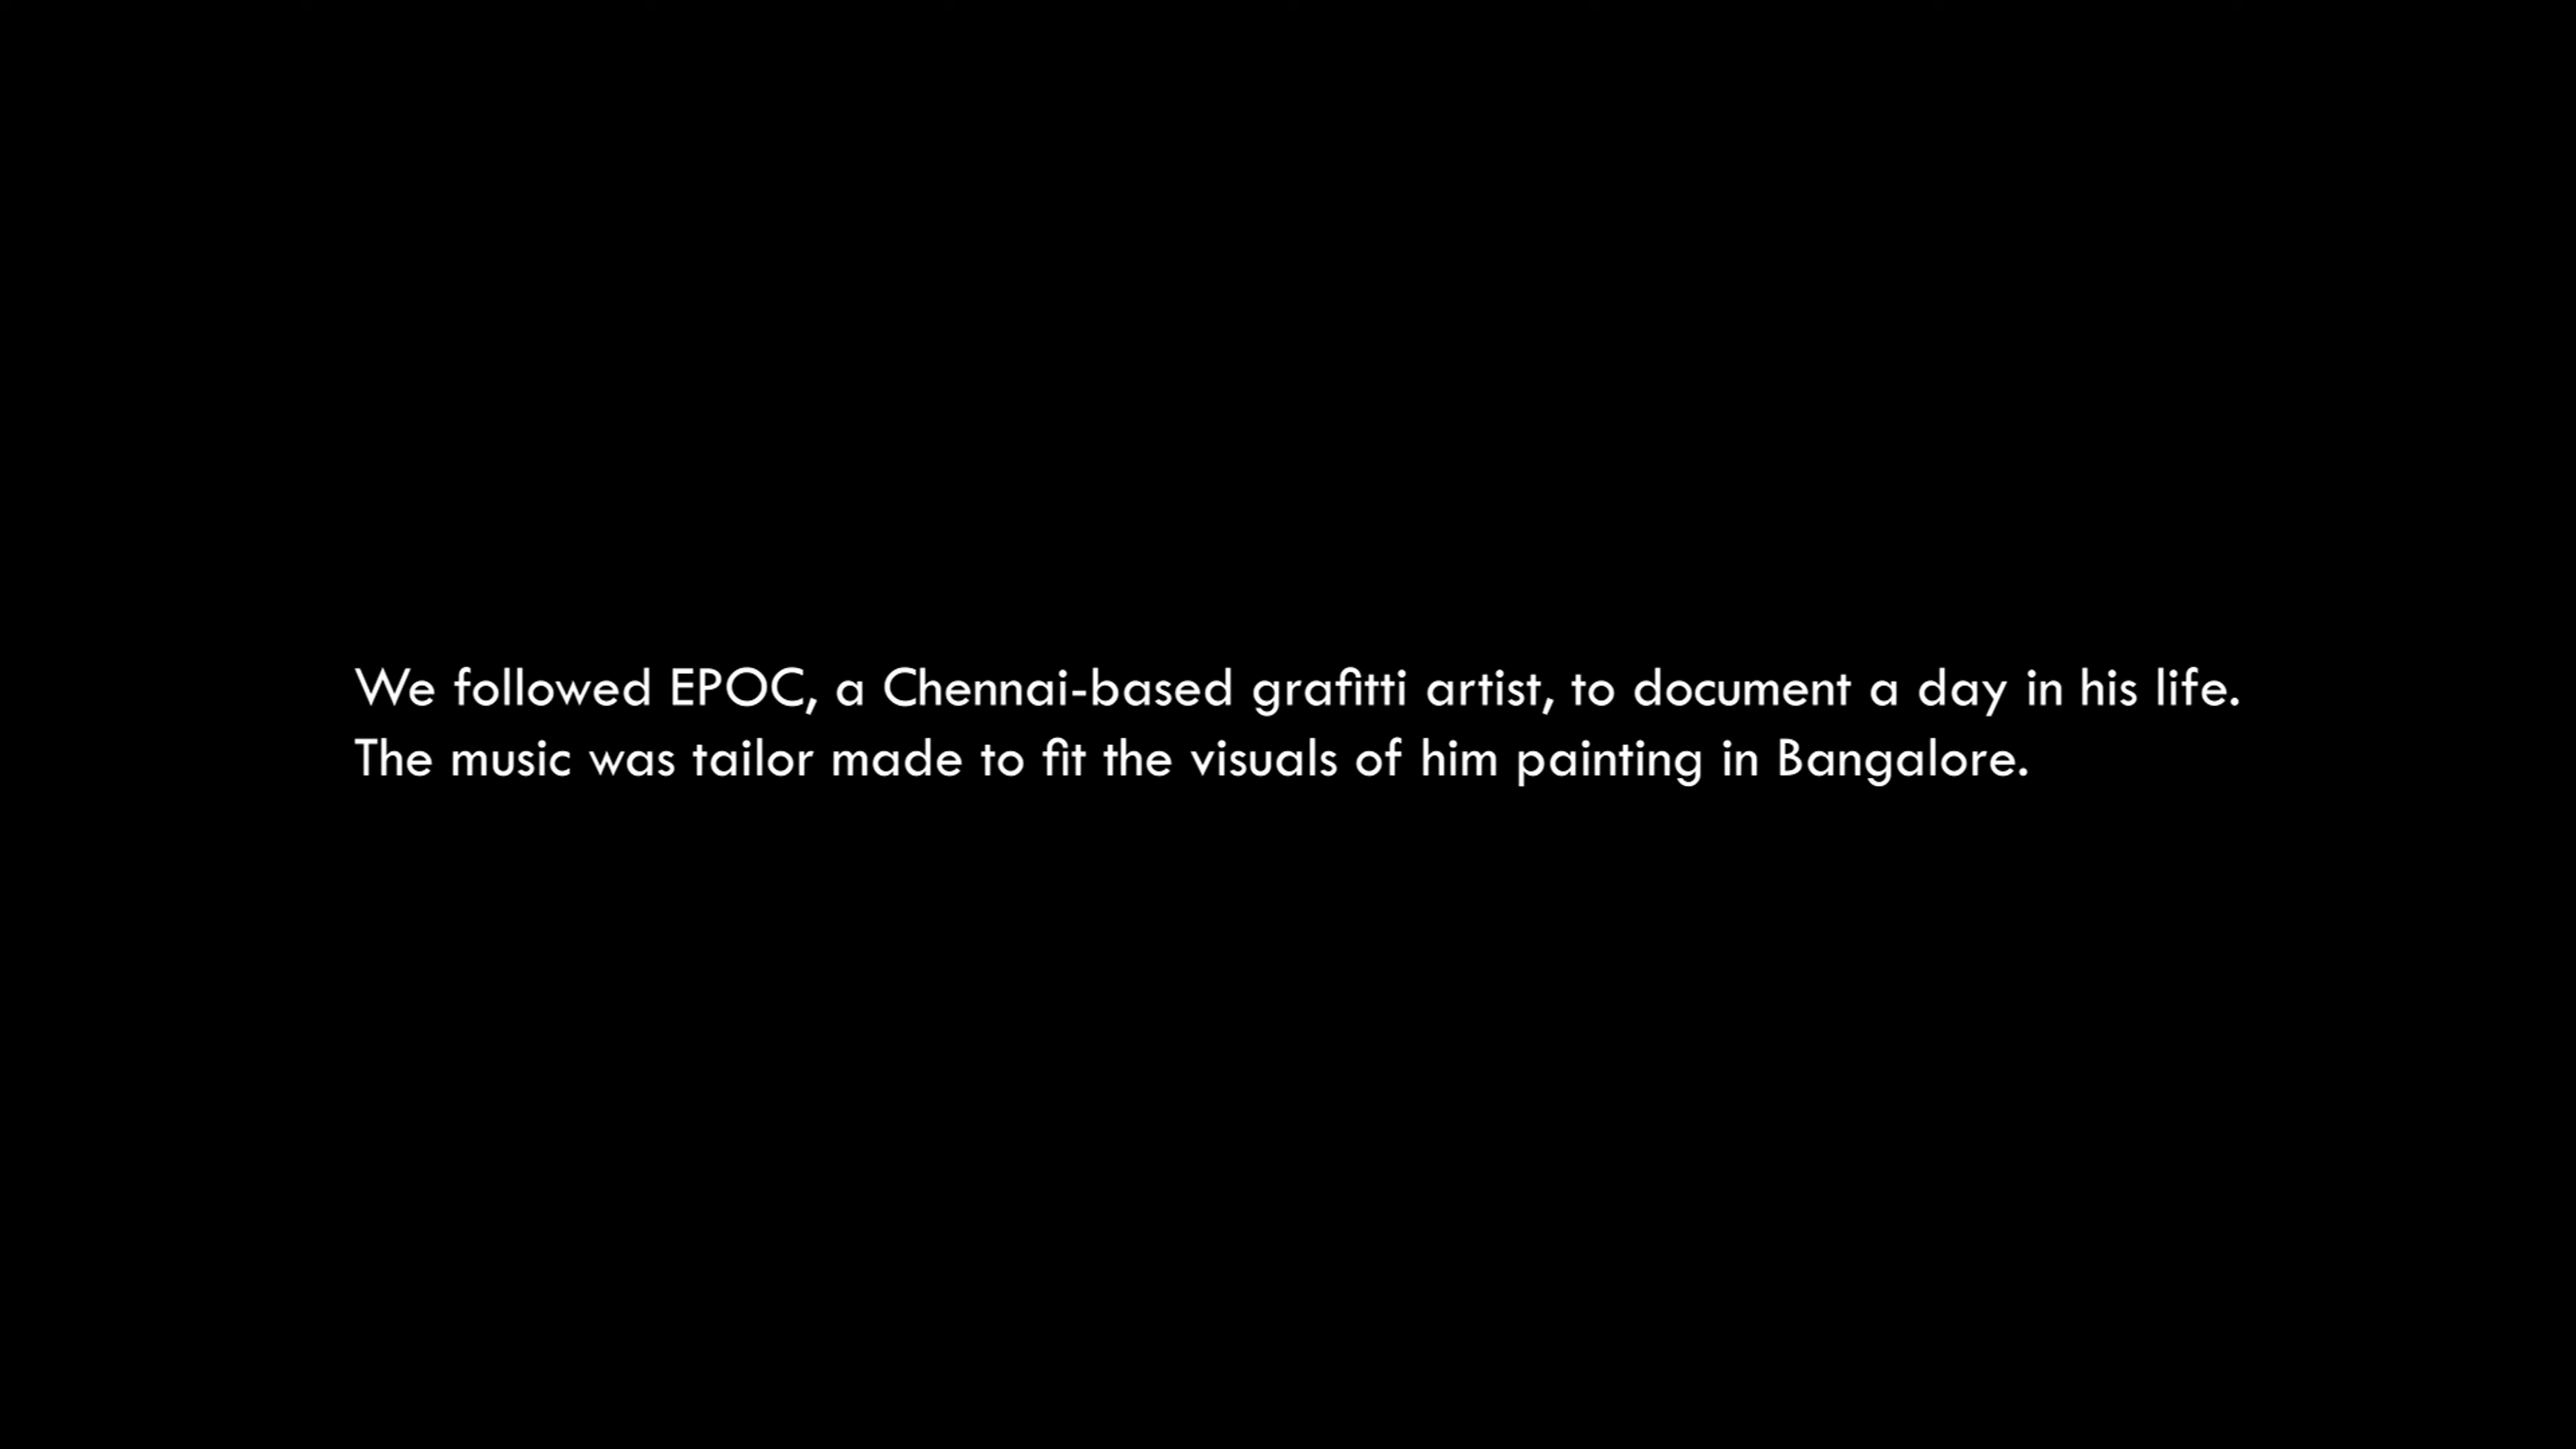 We followed EPOC, a Chennai-based grafitti artist, to document a day in his life.
The music was tailor made to fit the visuals of him painting in Bangalore.